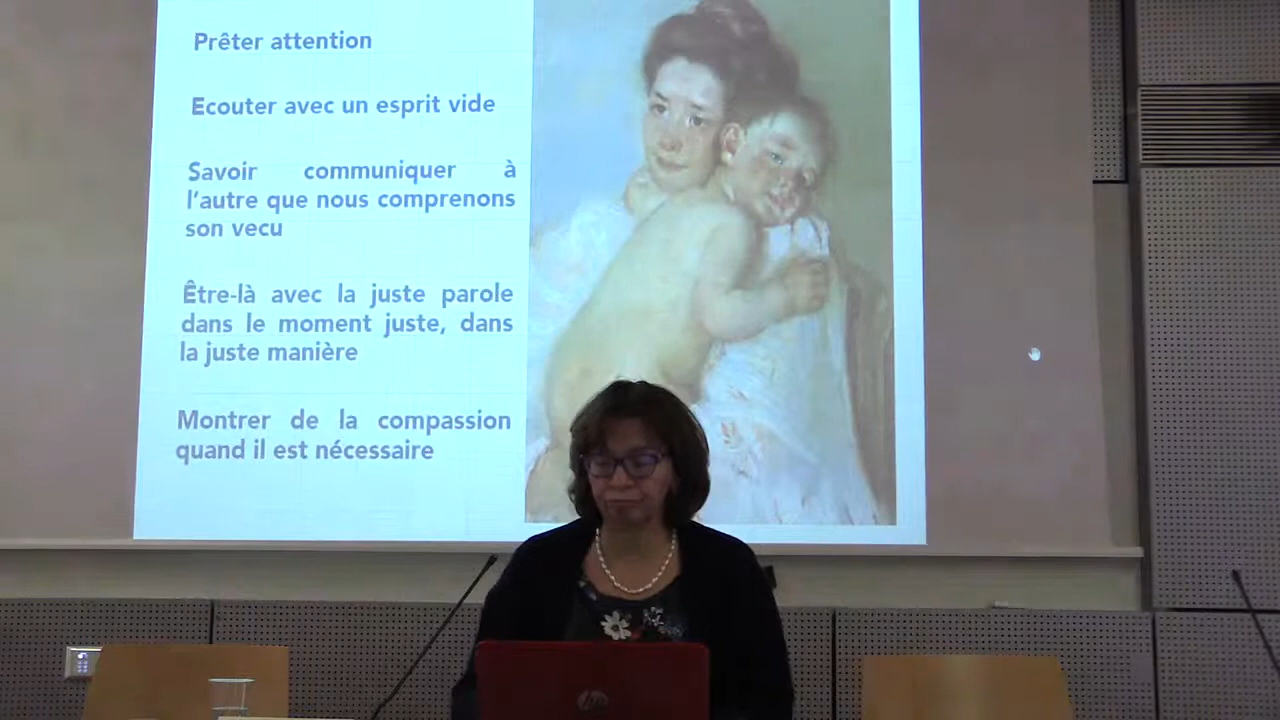 Prêter attention
Ecouter avec un esprit vide
Savoir communiquer à
l'autre que nous comprenons
son vecu
Être-là avec la juste parole
dans le moment juste, dans
la juste manière
Montrer de la compassion
quand il est nécessaire
hp